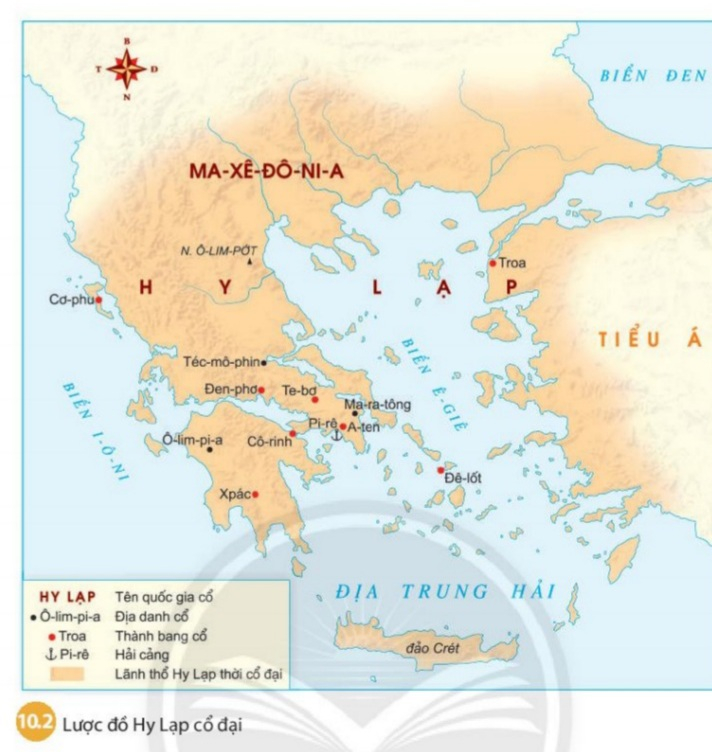 B
T Đ
N
BIỂN ĐEN
MA-XÊ-ĐÔ-NI-A
N. Ô-LIM-PỚT
Troa
H Y L Ạ P
Cơ-phu
TIỂU Á
BIỂN Ê-GIÊ
Téc-mô-phin
Đen-phơ
Te-bơ
BIỂN I-Ô-NI
Ma-ra-tông
Pi-rê
A-ten
Ô-lim-pi-a
Cô-rinh
Đê-lốt
Xpác
ĐỊA TRUNG HẢI
đảo Crét
HY LẠP Tên quốc gia cổ
Ô-lim-pi-a Địa danh cổ
Troa Thành bang cổ
Pi-rê Hải cảng
Lãnh thổ Hy Lạp thời cổ đại
10.2 Lược đồ Hy Lạp cổ đại